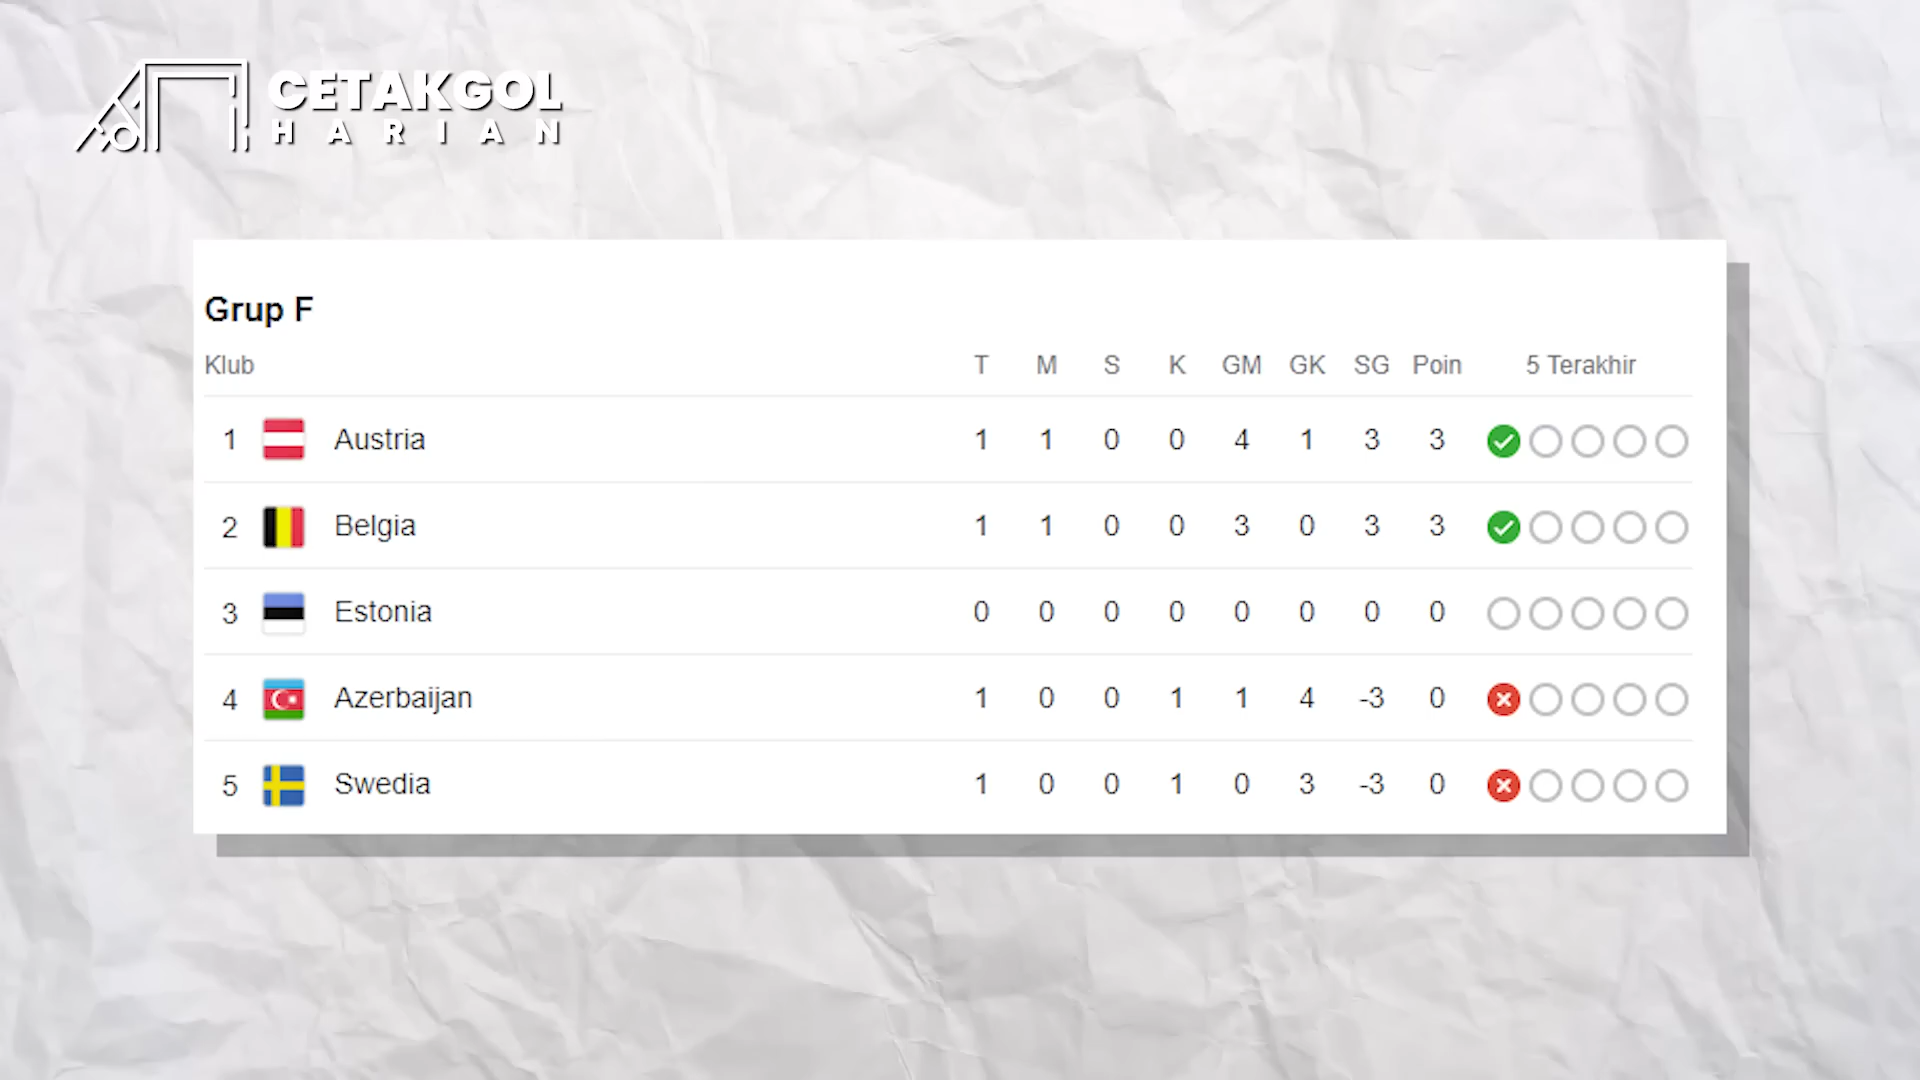 CETAKGOL
HARIAN
Grup F
Klub T M S K GM GK SG Poin 5 Terakhir
1 Austria 1 1 0 0 4 1 3 3
2 Belgia 1 1 0 0 3 0 3 3
3 Estonia 0 0 0 0 0 0 0 0
4 Azerbaijan 1 0 0 1 1 4 -3 0
5 Swedia 1 0 0 1 0 3 -3 0